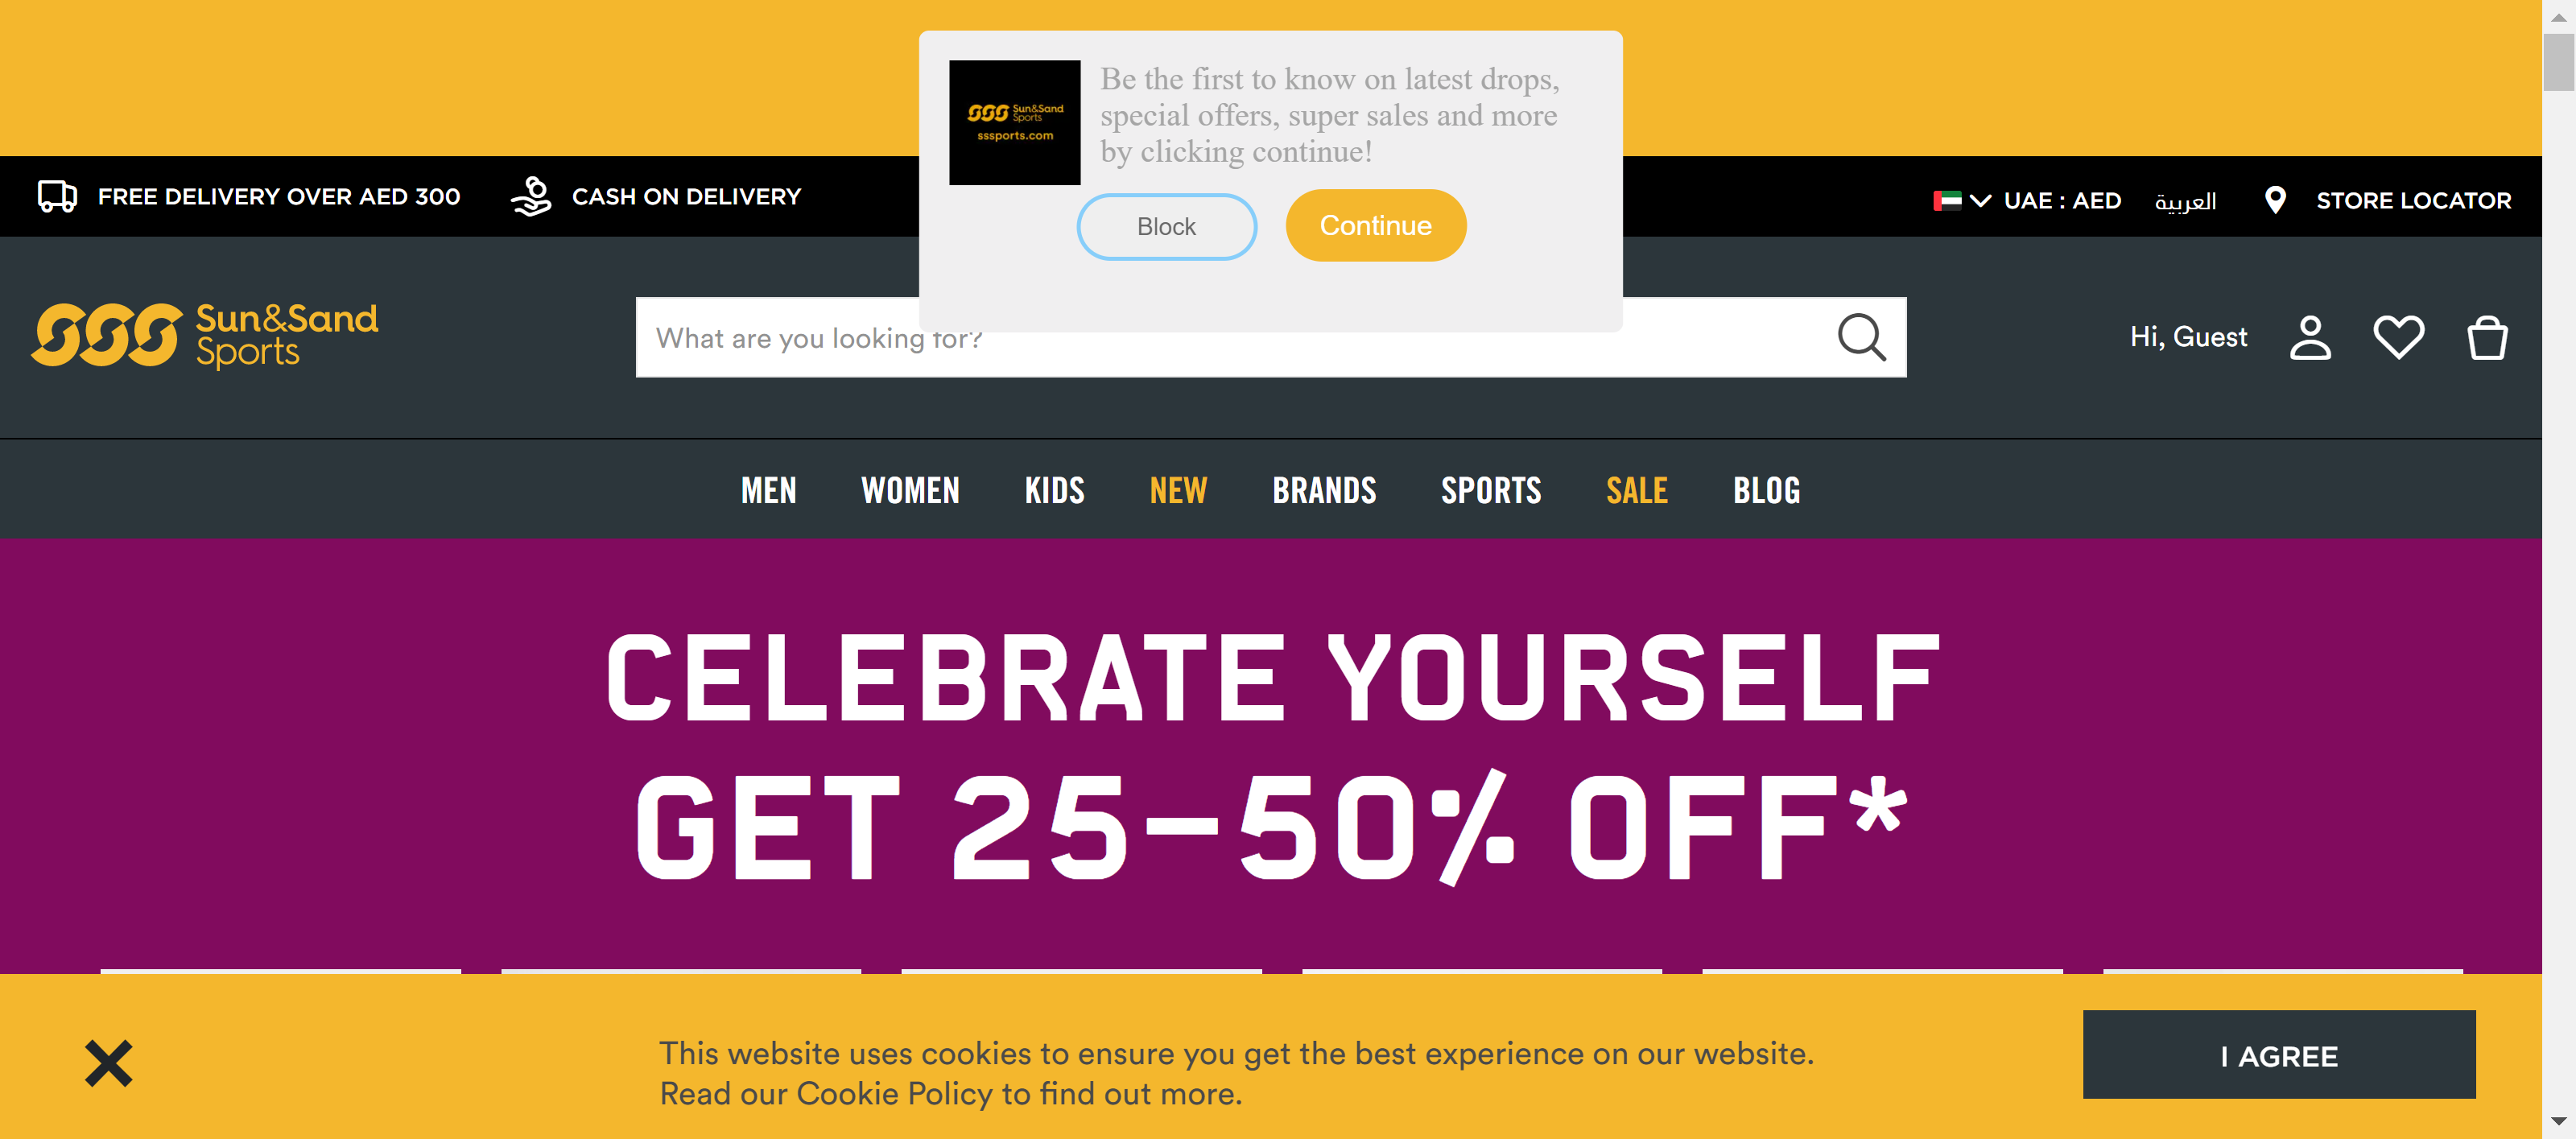 Sun&Sand
Sports
sssports.com
Be the first to know on latest drops,
special offers, super sales and more
by clicking continue!
Block
Continue
FREE DELIVERY OVER AED 300
CASH ON DELIVERY
UAE : AED
العربية
STORE LOCATOR
Sun&Sand
Sports
What are you looking for?
Hi, Guest
MEN
WOMEN
KIDS
NEW
BRANDS
SPORTS
SALE
BLOG
CELEBRATE YOURSELF
GET 25-50% OFF*
This website uses cookies to ensure you get the best experience on our website.
Read our Cookie Policy to find out more.
I AGREE